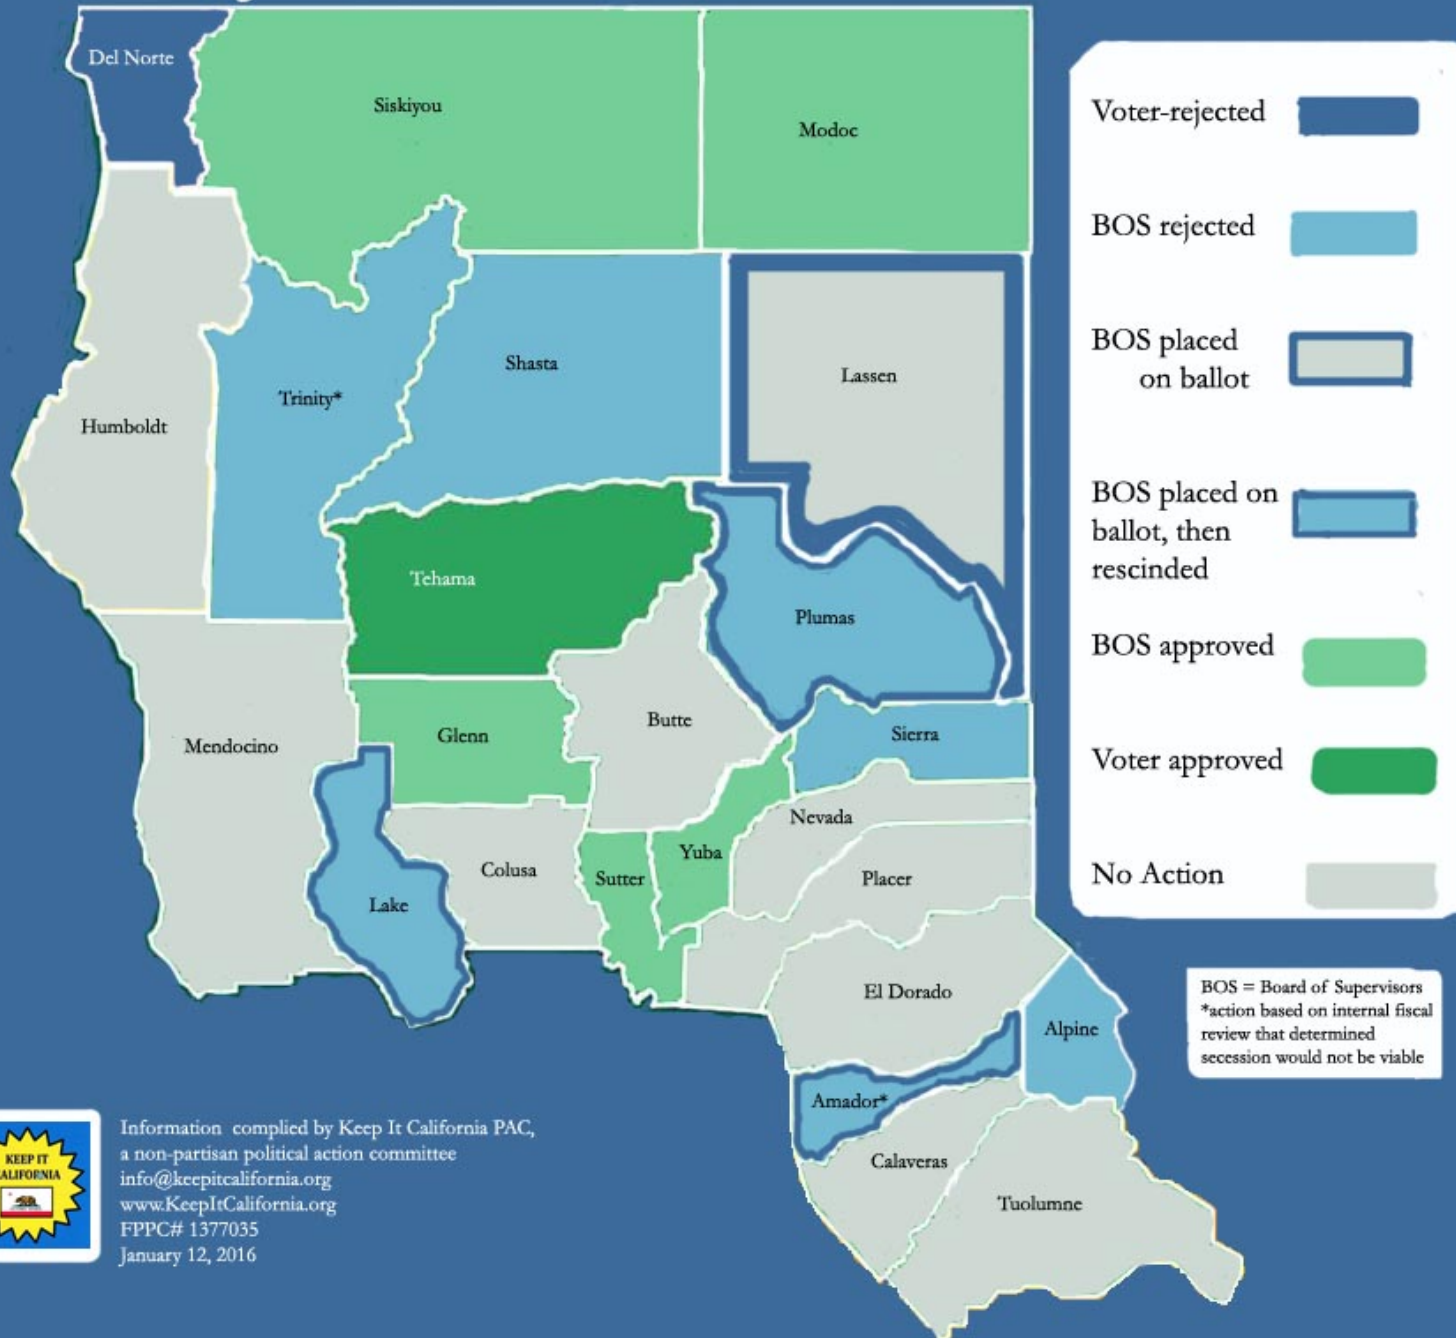 Del Norte
Siskiyou
Modoc
Humboldt
Trinity*
Shasta
Lassen
Tehama
Plumas
Mendocino
Glenn
Butte
Sierra
Lake
Colusa
Sutter
Yuba
Nevada
Placer
El Dorado
Alpine
Amador*
Calaveras
Tuolumne
Voter-rejected
BOS rejected
BOS placed
on ballot
BOS placed on
ballot, then
rescinded
BOS approved
Voter approved
No Action
BOS = Board of Supervisors
*action based on internal fiscal
review that determined
secession would not be viable
KEEP IT
ALIFORNIA
Information complied by Keep It California PAC,
a non-partisan political action committee
info@keepitcalifornia.org
www.KeepItCalifornia.org
FPPC# 1377035
January 12, 2016